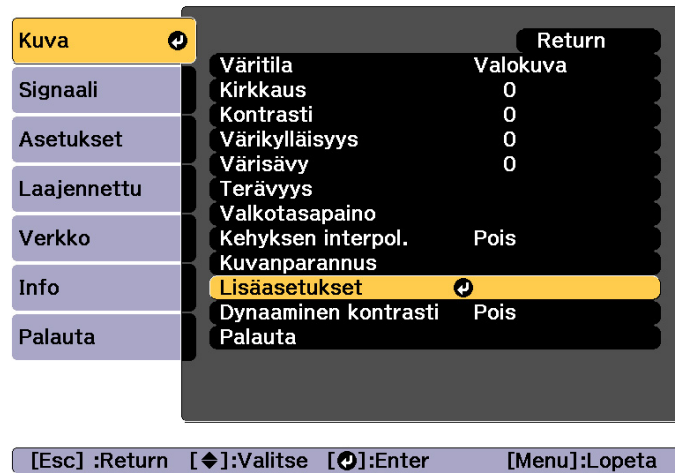 Kuva
Signaali
Asetukset
Laajennettu
Verkko
Info
Palauta
Return
Väritila Valokuva
Kirkkaus 0
Kontrasti 0
Värikylläisyys 0
Värisävy 0
Terävyys
Valkotasapaino
Kehyksen interpol. Pois
Kuvanparannus
Lisäasetukset
Dynaaminen kontrasti Pois
Palauta
[Esc] :Return [◆]:Valitse [↵]:Enter [Menu]:Lopeta